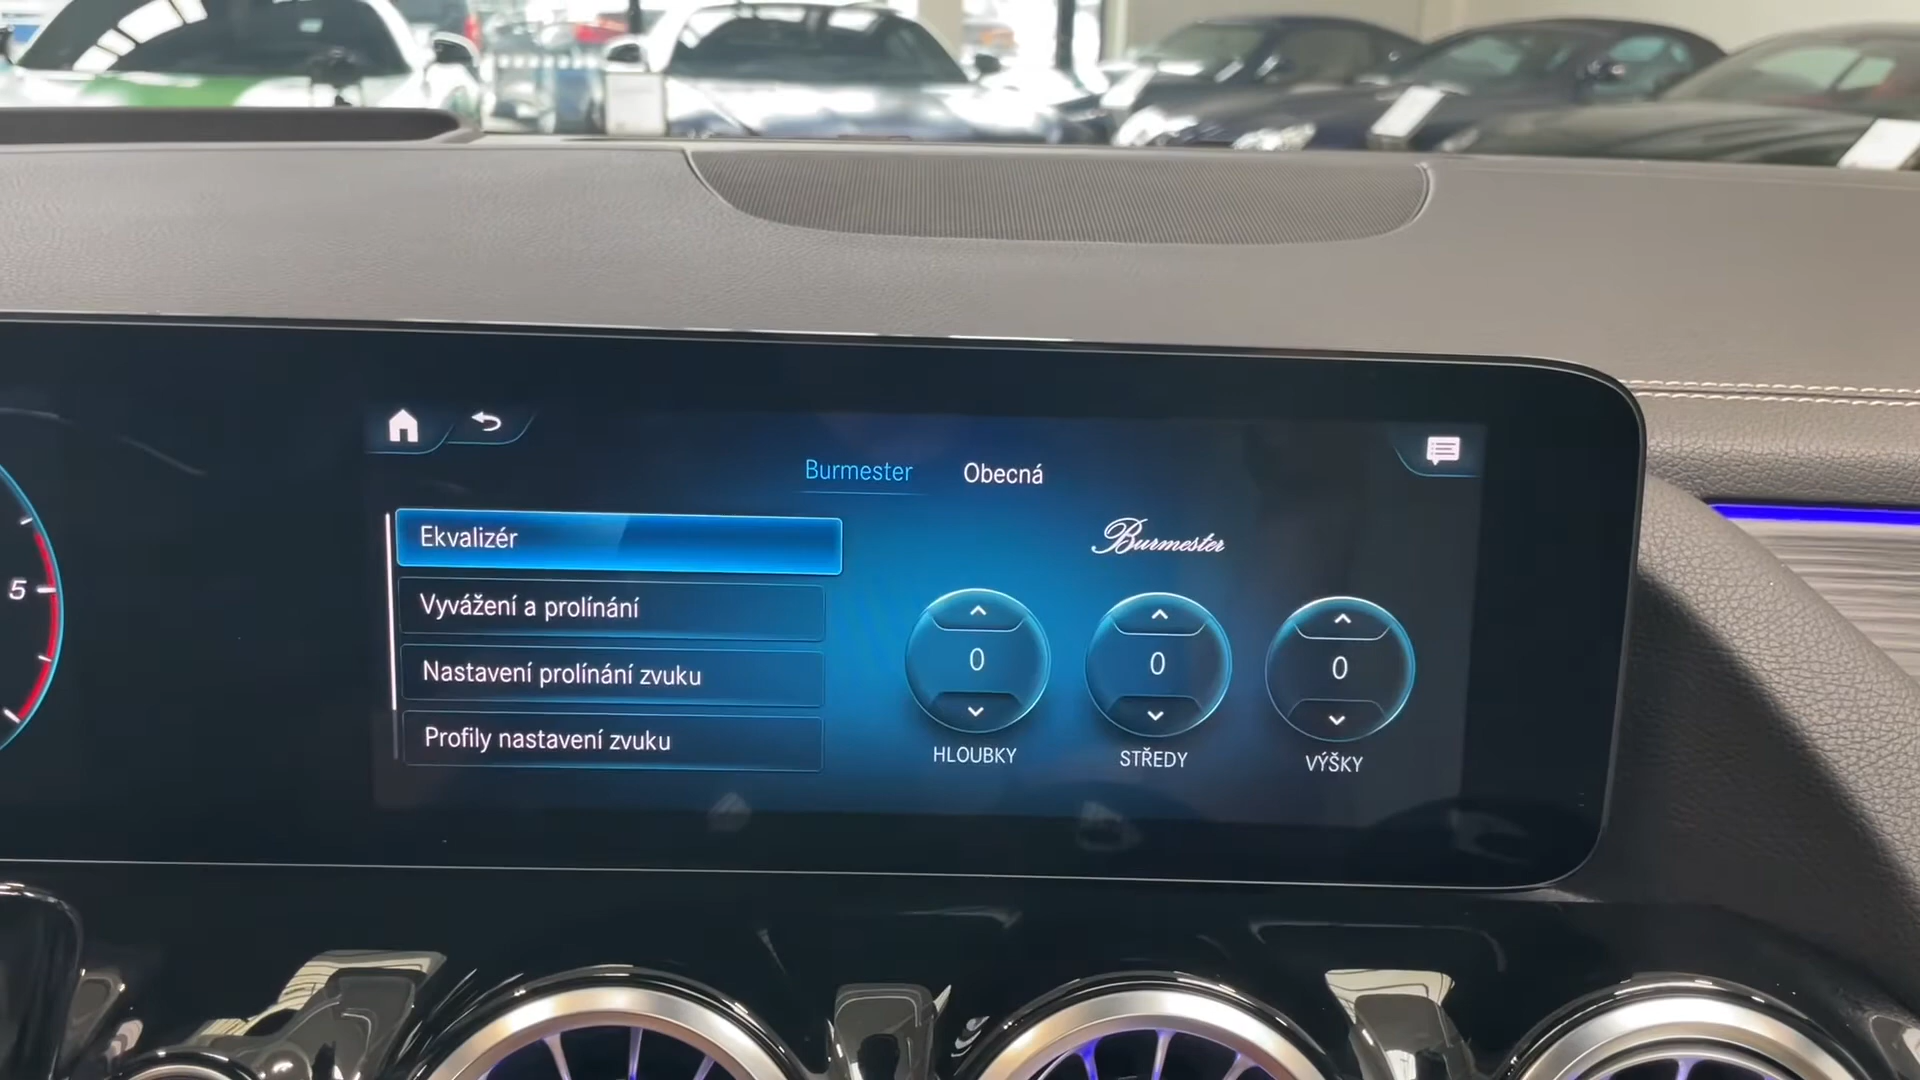 Burmester Obecná
Ekvalizér
Vyvážení a prolínání
Nastavení prolínání zvuku
Profily nastavení zvuku
Burmester
0 0 0
HLOUBKY STŘEDY VÝŠKY
5